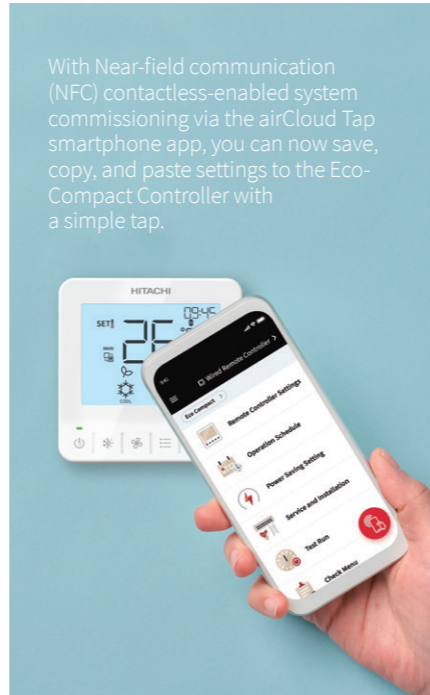 With Near-field communication
(NFC) contactless-enabled system
commissioning via the airCloud Tap
smartphone app, you can now save,
copy, and paste settings to the Eco-
Compact Controller with
a simple tap.
HITACHI
SET
09:45
MAIN
COOL
Wired Remote Controller >
Eco Compact >
Remote Controller Settings
Operation Schedule
Power Saving Setting
Service and Installation
Test Run
Check Menu